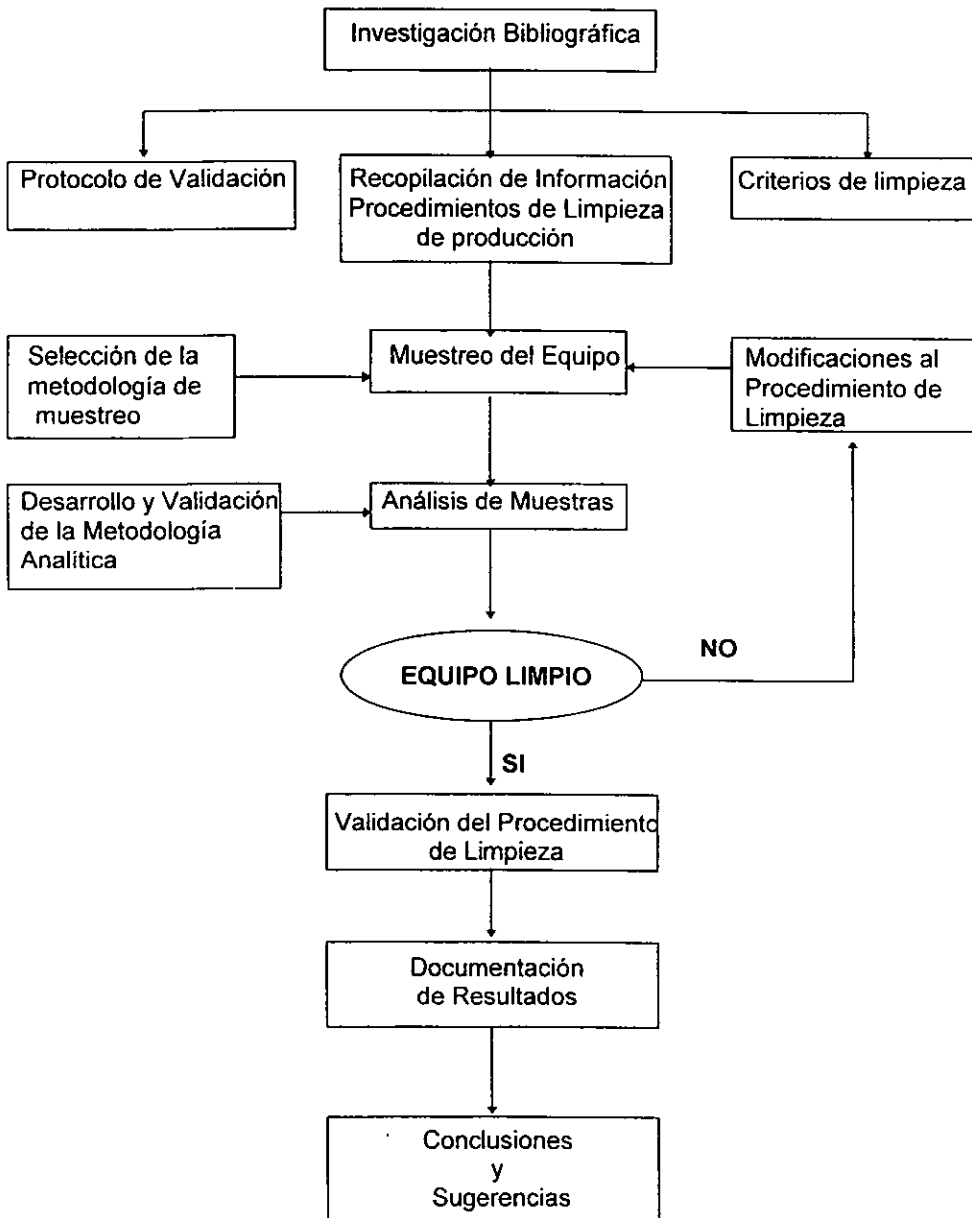 Investigación Bibliográfica
Protocolo de Validación
Recopilación de Información
Procedimientos de Limpieza
de producción
Criterios de limpieza
Selección de la
metodología de
muestreo
Muestreo del Equipo
Modificaciones al
Procedimiento de
Limpieza
Desarrollo y Validación
de la Metodología
Analítica
Análisis de Muestras
EQUIPO LIMPIO
NO
SI
Validación del Procedimiento
de Limpieza
Documentación
de Resultados
Conclusiones
y
Sugerencias